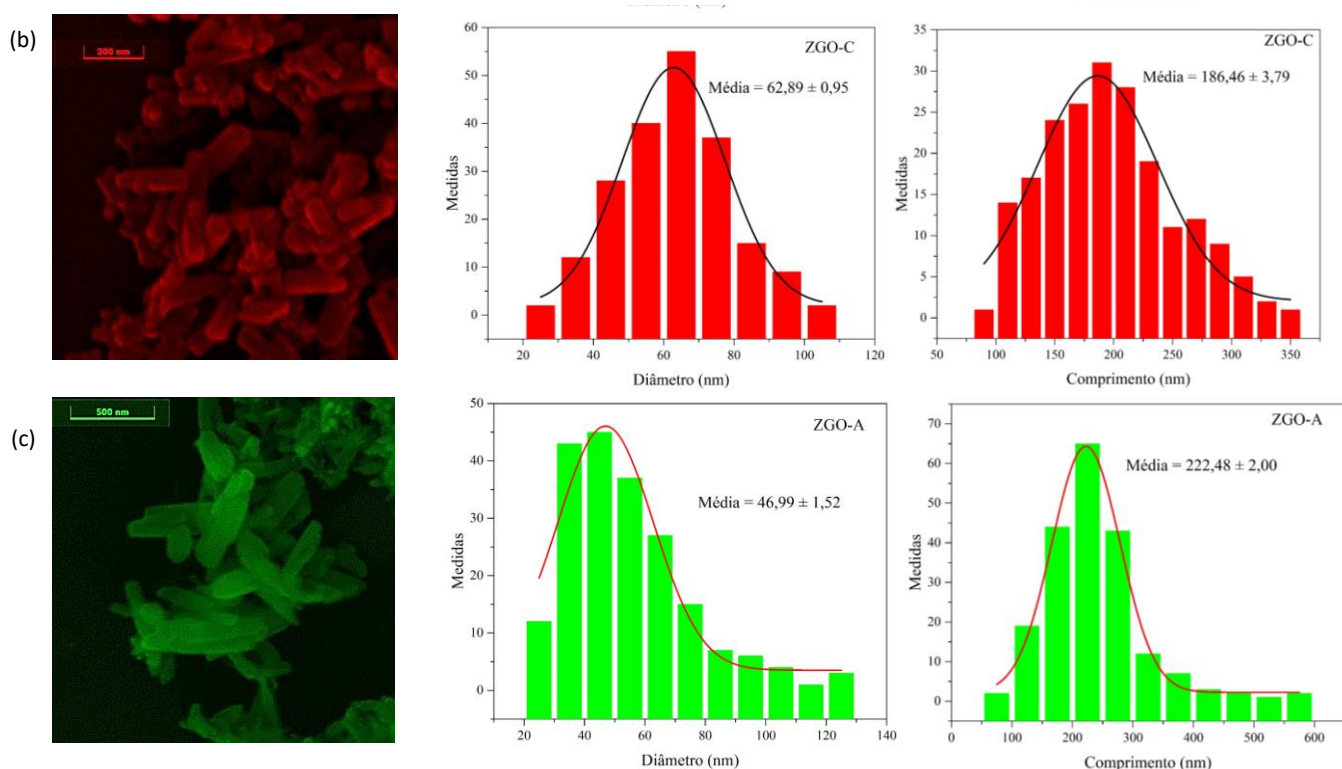 Diâmetro (nm)
(b)
200 nm
ZGO-C
Média = 62,89 ± 0,95
Medidas
60
50
40
30
20
10
0
20 40 60 80 100 120
Diâmetro (nm)
ZGO-C
Média = 186,46 ± 3,79
Medidas
35
30
25
20
15
10
5
0
50 100 150 200 250 300 350
Comprimento (nm)
(c)
500 nm
ZGO-A
Média = 46,99 ± 1,52
Medidas
50
40
30
20
10
0
20 40 60 80 100 120 140
Diâmetro (nm)
ZGO-A
Média = 222,48 ± 2,00
Medidas
70
60
50
40
30
20
10
0
0 100 200 300 400 500 600
Comprimento (nm)